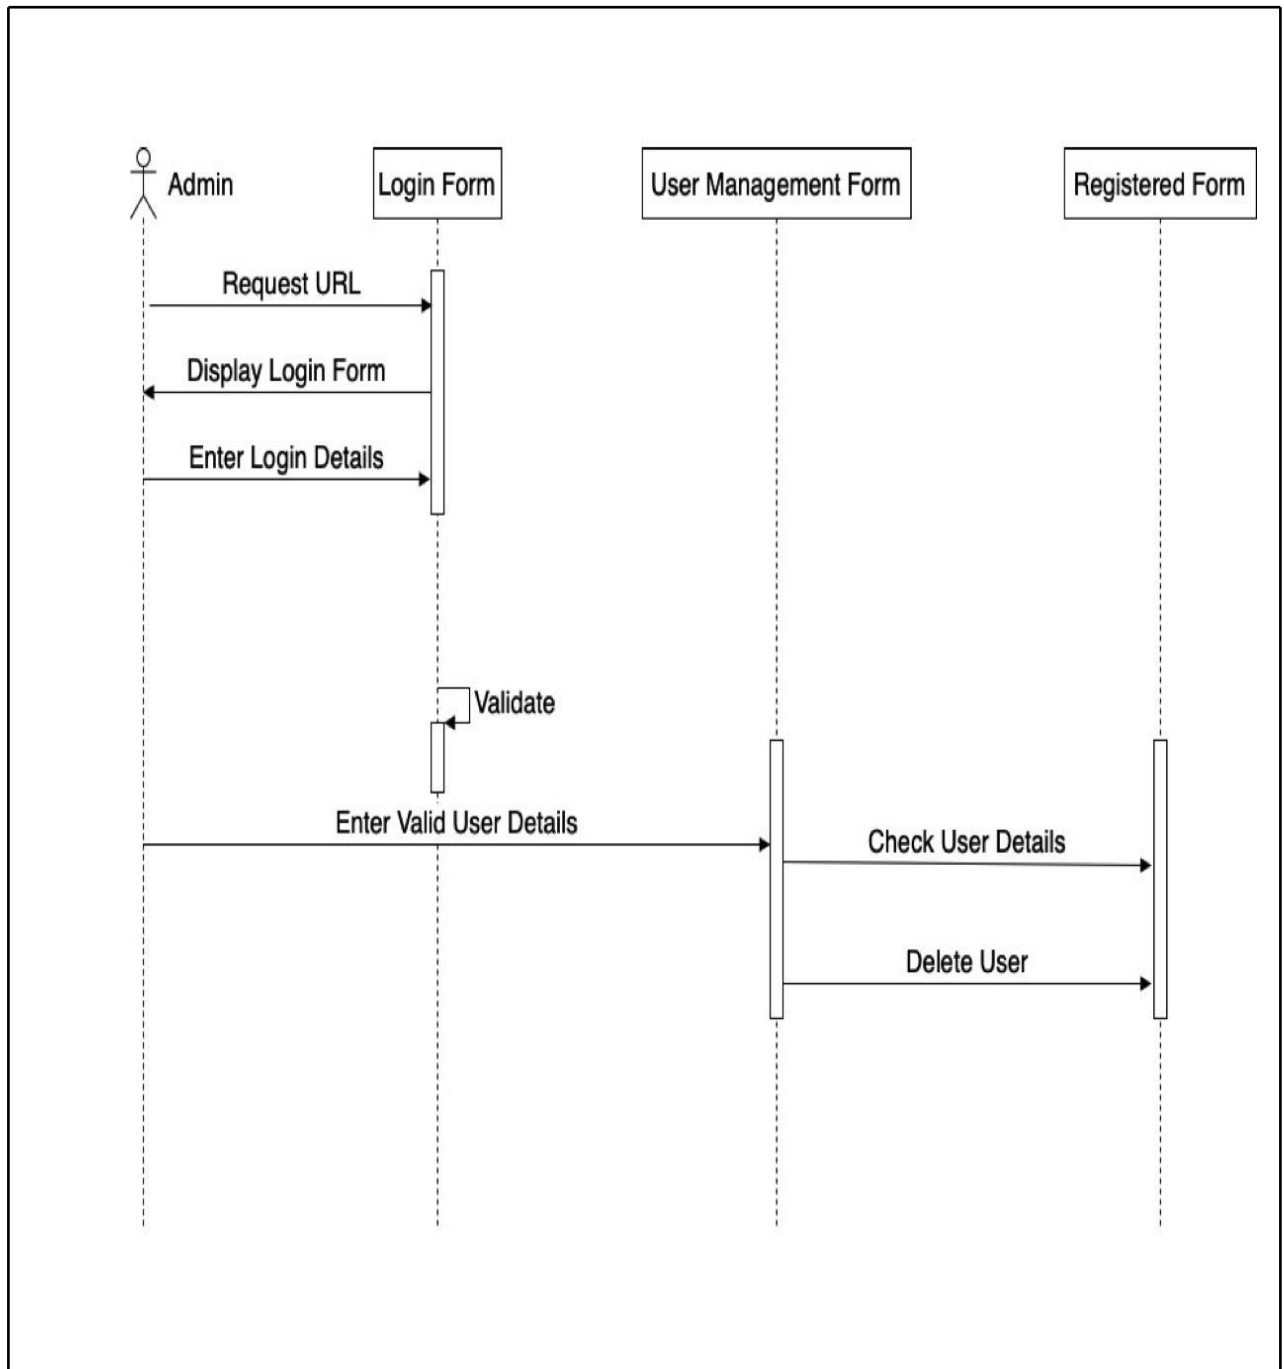 Admin
Login Form
User Management Form
Registered Form
Request URL
Display Login Form
Enter Login Details
Validate
Enter Valid User Details
Check User Details
Delete User